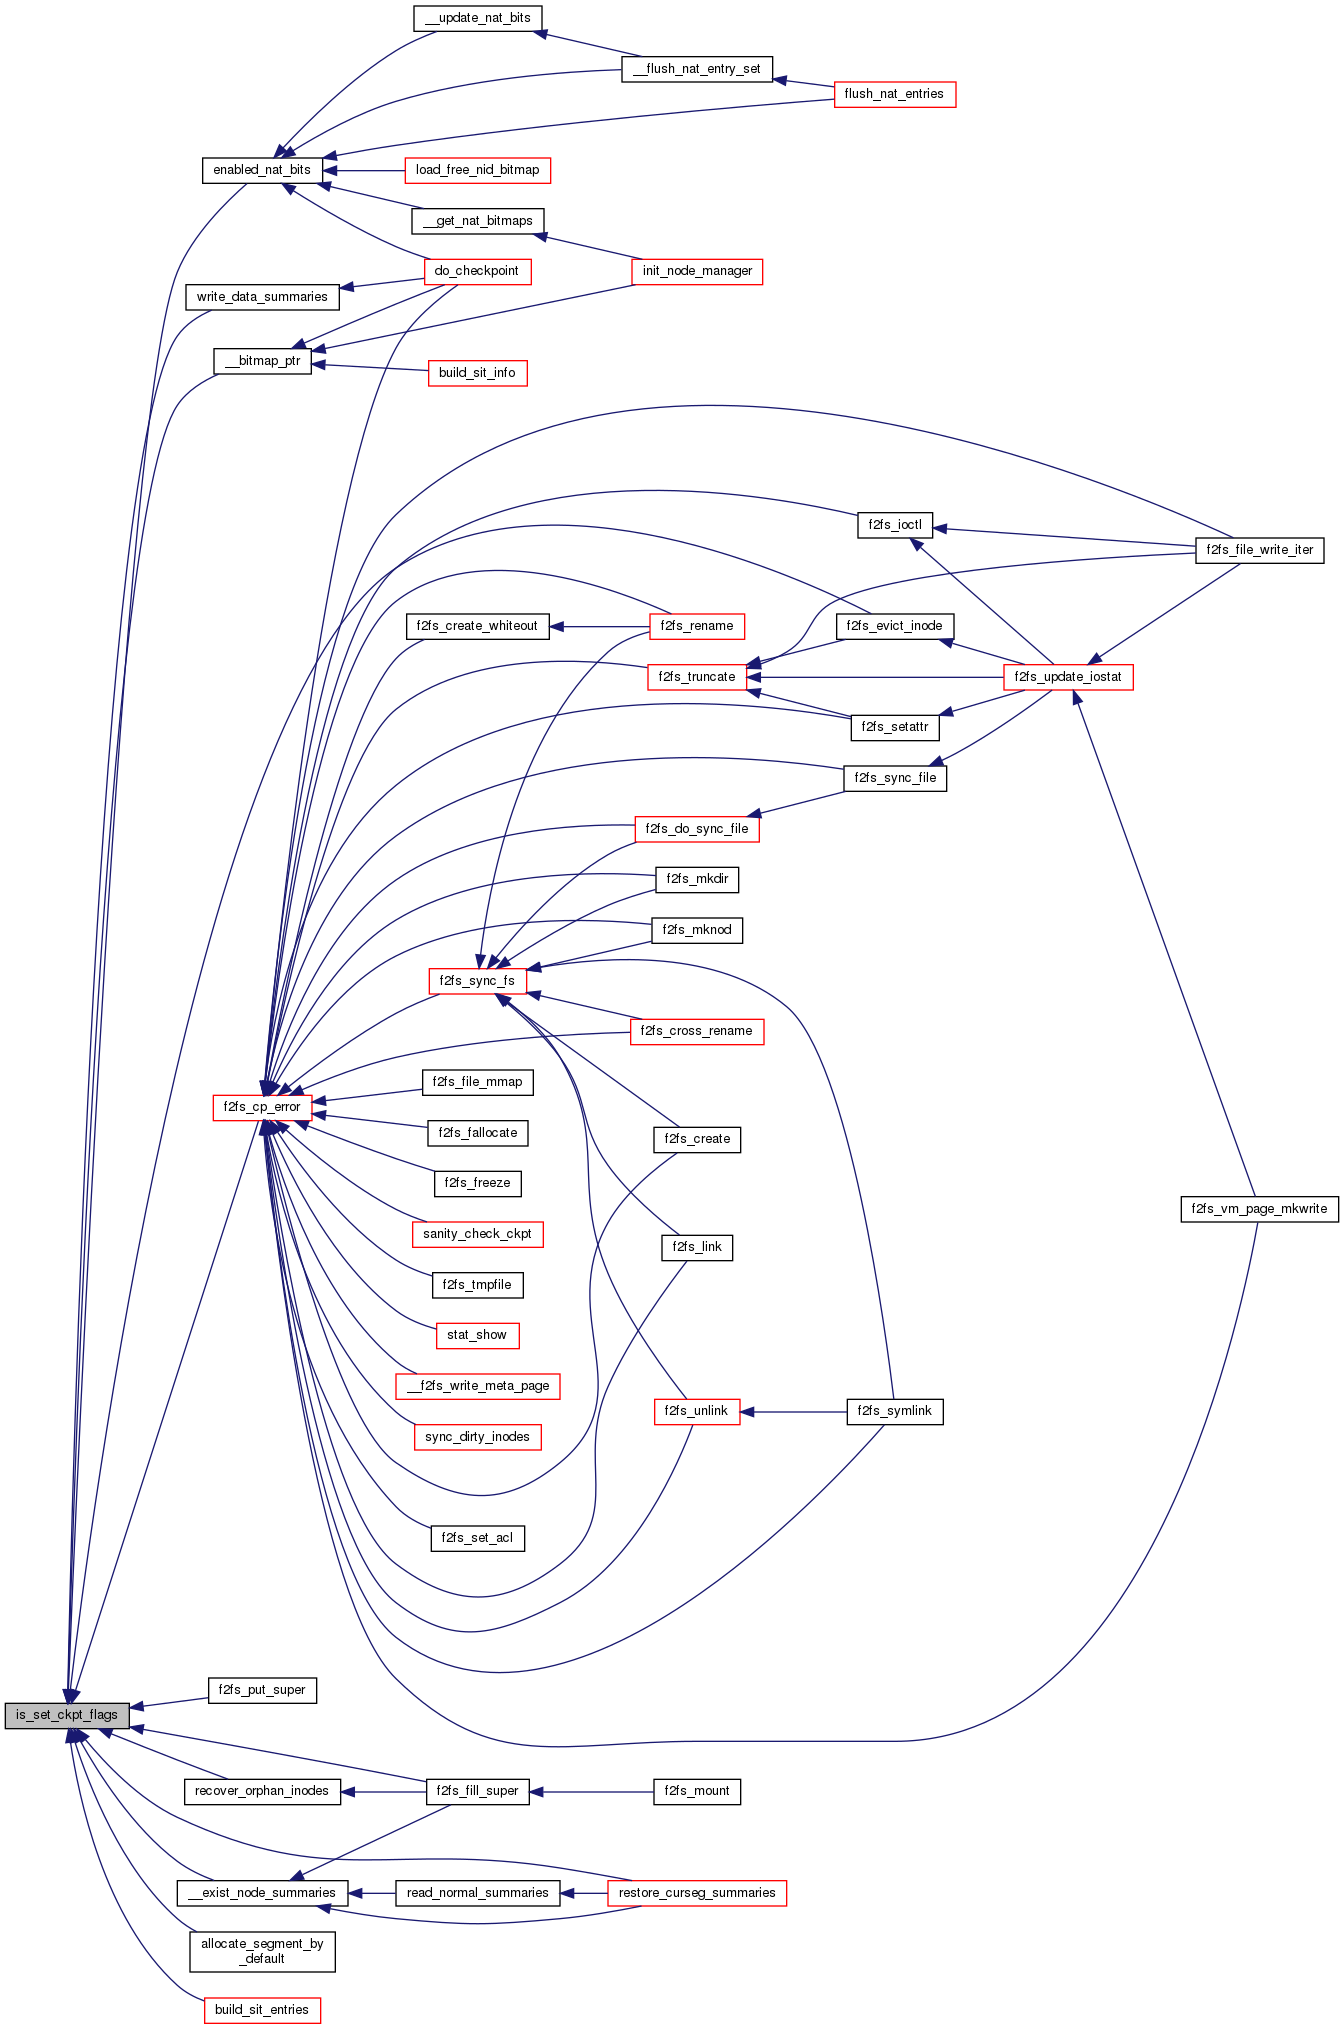 __update_nat_bits
__flush_nat_entry_set
flush_nat_entries
enabled_nat_bits
load_free_nid_bitmap
__get_nat_bitmaps
do_checkpoint
init_node_manager
write_data_summaries
__bitmap_ptr
build_sit_info
f2fs_ioctl
f2fs_file_write_iter
f2fs_create_whiteout
f2fs_rename
f2fs_evict_inode
f2fs_truncate
f2fs_update_iostat
f2fs_setattr
f2fs_sync_file
f2fs_do_sync_file
f2fs_mkdir
f2fs_mknod
f2fs_sync_fs
f2fs_cross_rename
f2fs_file_mmap
f2fs_cp_error
f2fs_fallocate
f2fs_create
f2fs_freeze
f2fs_vm_page_mkwrite
sanity_check_ckpt
f2fs_link
f2fs_tmpfile
stat_show
__f2fs_write_meta_page
f2fs_unlink
f2fs_symlink
sync_dirty_inodes
f2fs_set_acl
f2fs_put_super
is_set_ckpt_flags
recover_orphan_inodes
f2fs_fill_super
f2fs_mount
__exist_node_summaries
read_normal_summaries
restore_curseg_summaries
allocate_segment_by
_default
build_sit_entries